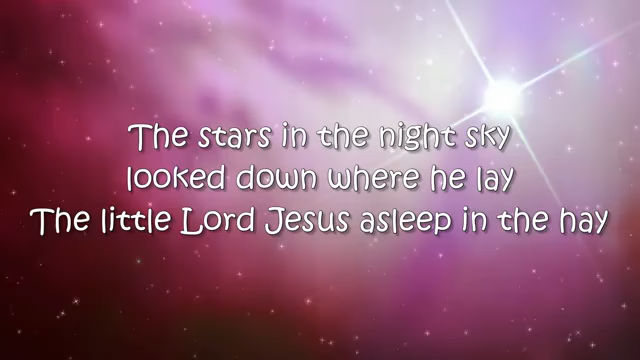 The stars in the night sky
looked down where he lay
The little Lord Jesus asleep in the hay